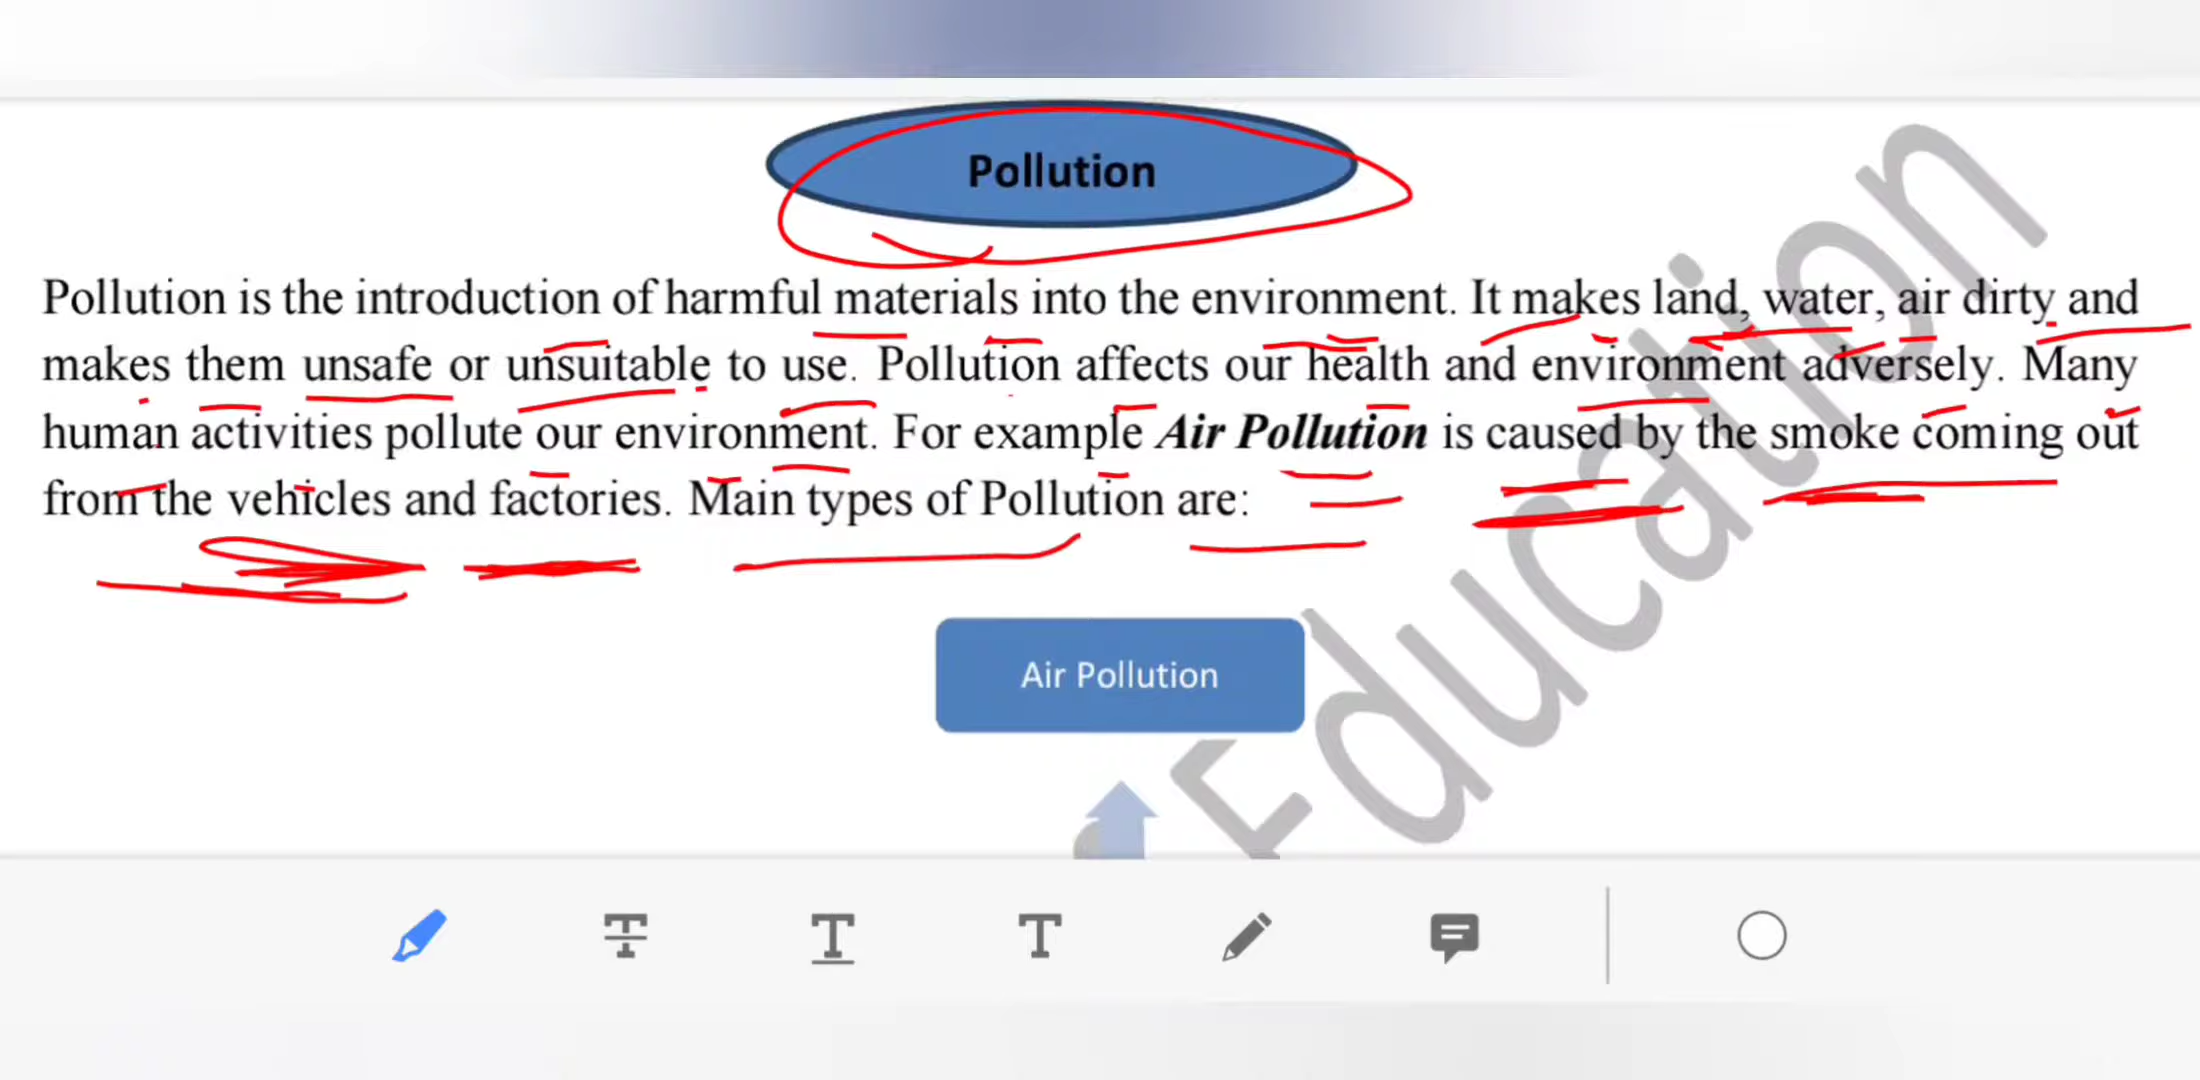 Pollution
Pollution is the introduction of harmful materials into the environment. It makes land, water, air dirty and
makes them unsafe or unsuitable to use. Pollution affects our health and environment adversely. Many
human activities pollute our environment. For example Air Pollution is caused by the smoke coming out
from the vehicles and factories. Main types of Pollution are:
Air Pollution
Education